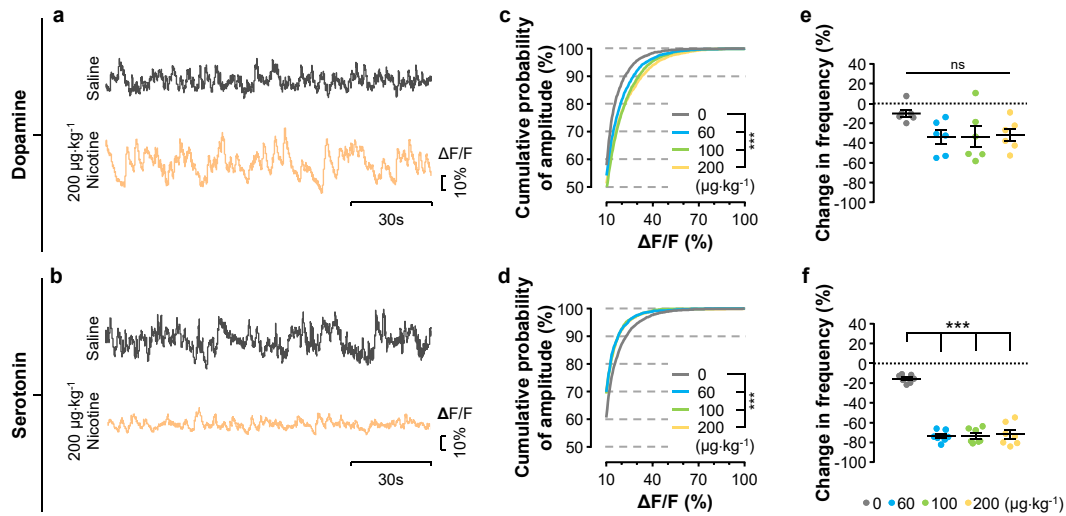 a
Dopamine
Saline
200 µg·kg⁻¹
Nicotine
ΔF/F
10%
30s
b
Serotonin
Saline
200 µg·kg⁻¹
Nicotine
ΔF/F
10%
30s
c
Cumulative probability
of amplitude (%)
100
90
80
70
60
50
10
40
70
100
ΔF/F (%)
0
60
100
200
(µg·kg⁻¹)
***
d
Cumulative probability
of amplitude (%)
100
90
80
70
60
50
10
40
70
100
ΔF/F (%)
0
60
100
200
(µg·kg⁻¹)
***
e
Change in frequency (%)
40
20
0
-20
-40
-60
-80
-100
ns
f
Change in frequency (%)
40
20
0
-20
-40
-60
-80
-100
***
0 60 100 200 (µg·kg⁻¹)